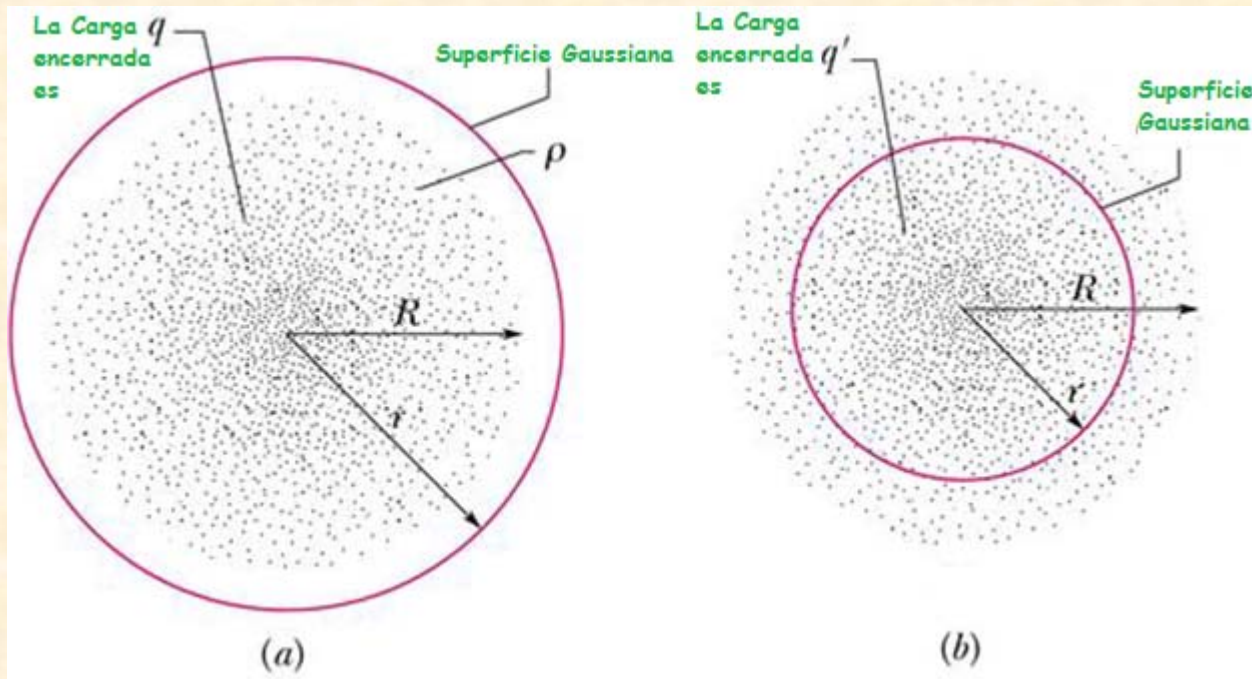 La Carga q
encerrada
es
Superficie Gaussiana
ρ
R
r
(a)
La Carga
encerrada q'
es
Superficie
Gaussiana
R
r
(b)